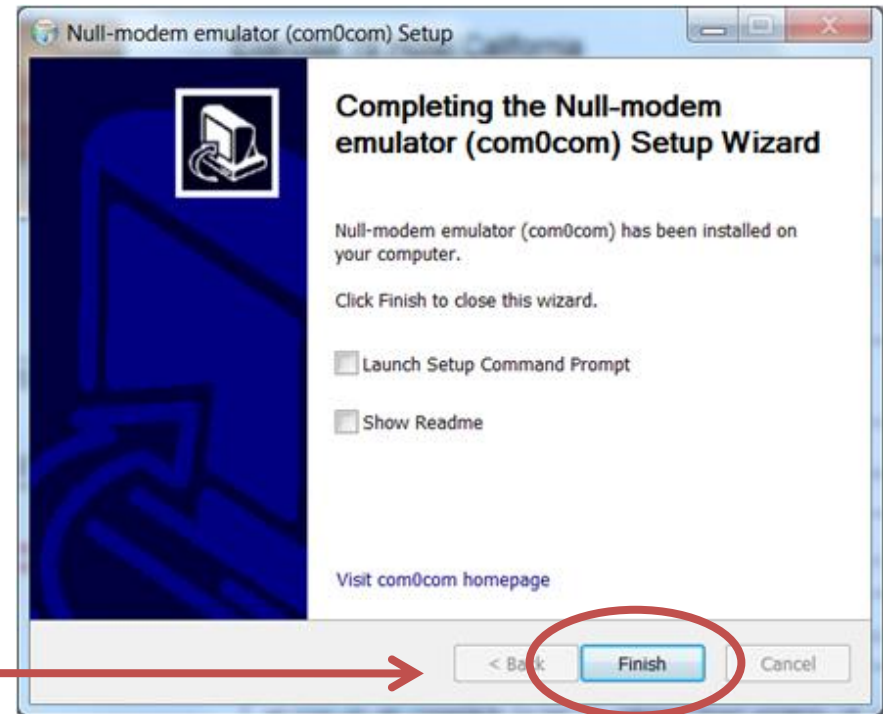 Null-modem emulator (com0com) Setup
Completing the Null-modem
emulator (com0com) Setup Wizard
Null-modem emulator (com0com) has been installed on
your computer.
Click Finish to close this wizard.
Launch Setup Command Prompt
Show Readme
Visit com0com homepage
< Back Finish Cancel